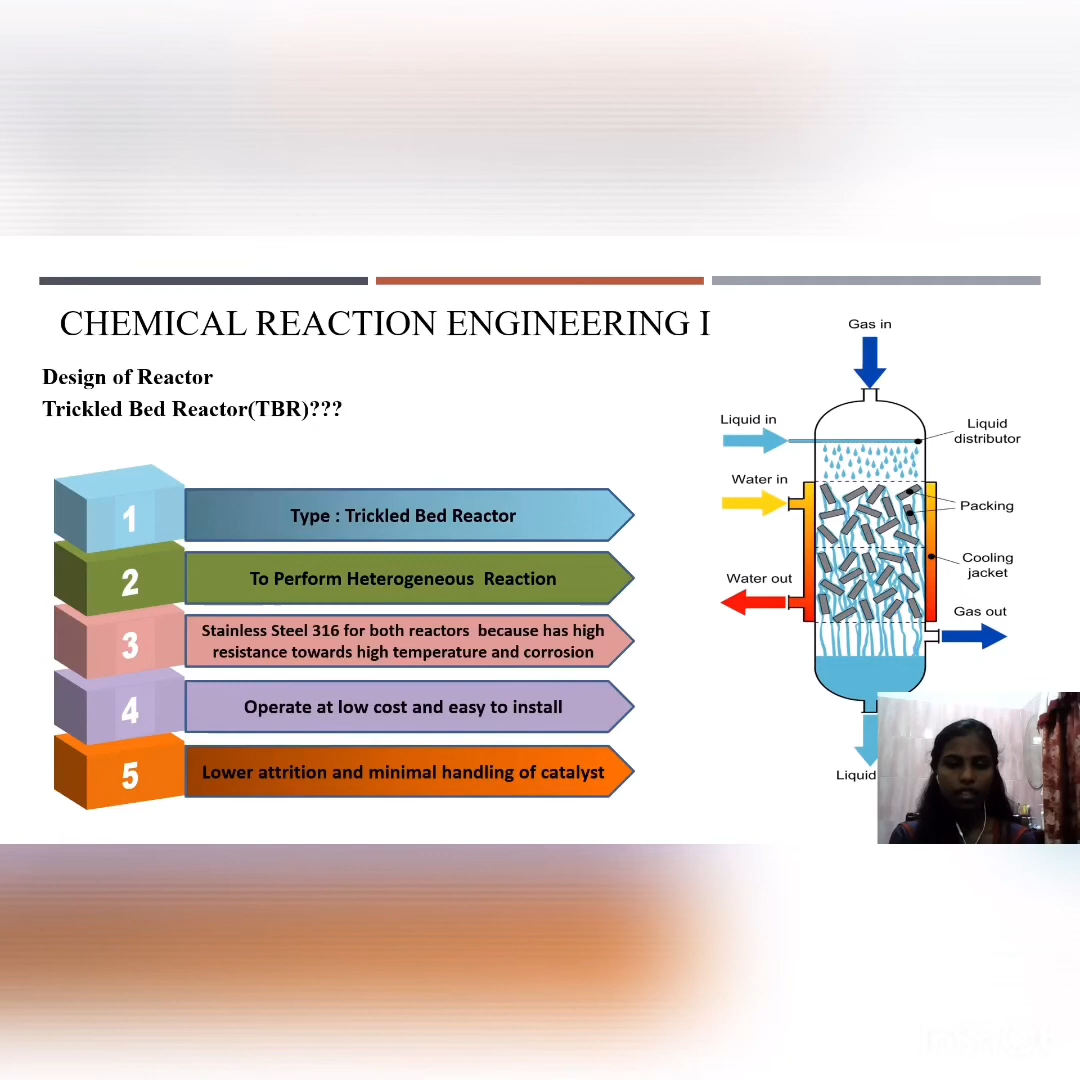 CHEMICAL REACTION ENGINEERING I
Design of Reactor
Trickled Bed Reactor(TBR)???
1
Type : Trickled Bed Reactor
2
To Perform Heterogeneous Reaction
3
Stainless Steel 316 for both reactors because has high
resistance towards high temperature and corrosion
4
Operate at low cost and easy to install
5
Lower attrition and minimal handling of catalyst
Gas in
Liquid in
Liquid
distributor
Water in
Packing
Cooling
jacket
Water out
Gas out
Liquid